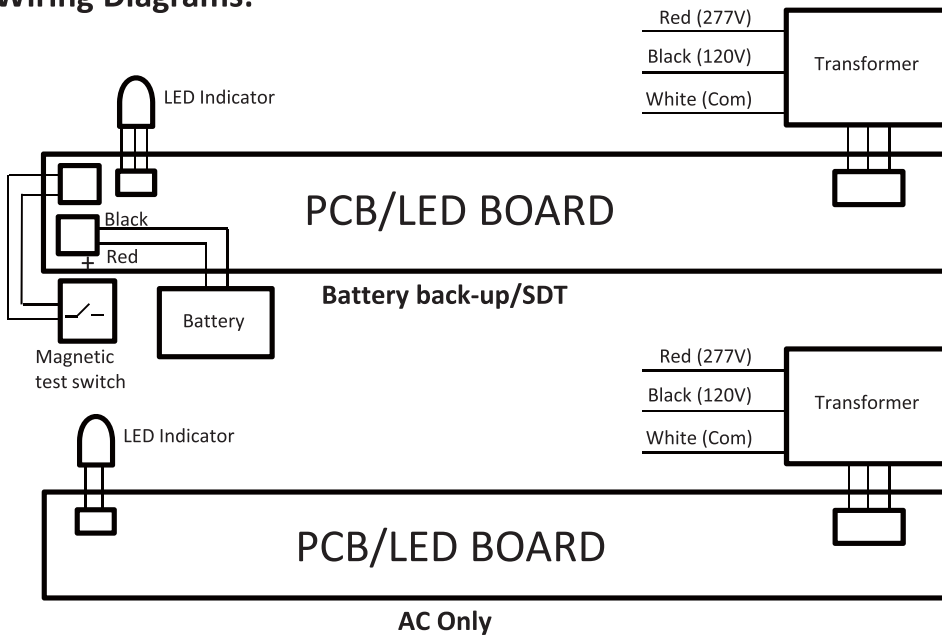 Wiring Diagrams:
Red (277V)
Black (120V)
White (Com)
Transformer
LED Indicator
PCB/LED BOARD
Black
Red
+
Battery
Magnetic
test switch
Battery back-up/SDT
Red (277V)
Black (120V)
White (Com)
Transformer
LED Indicator
PCB/LED BOARD
AC Only